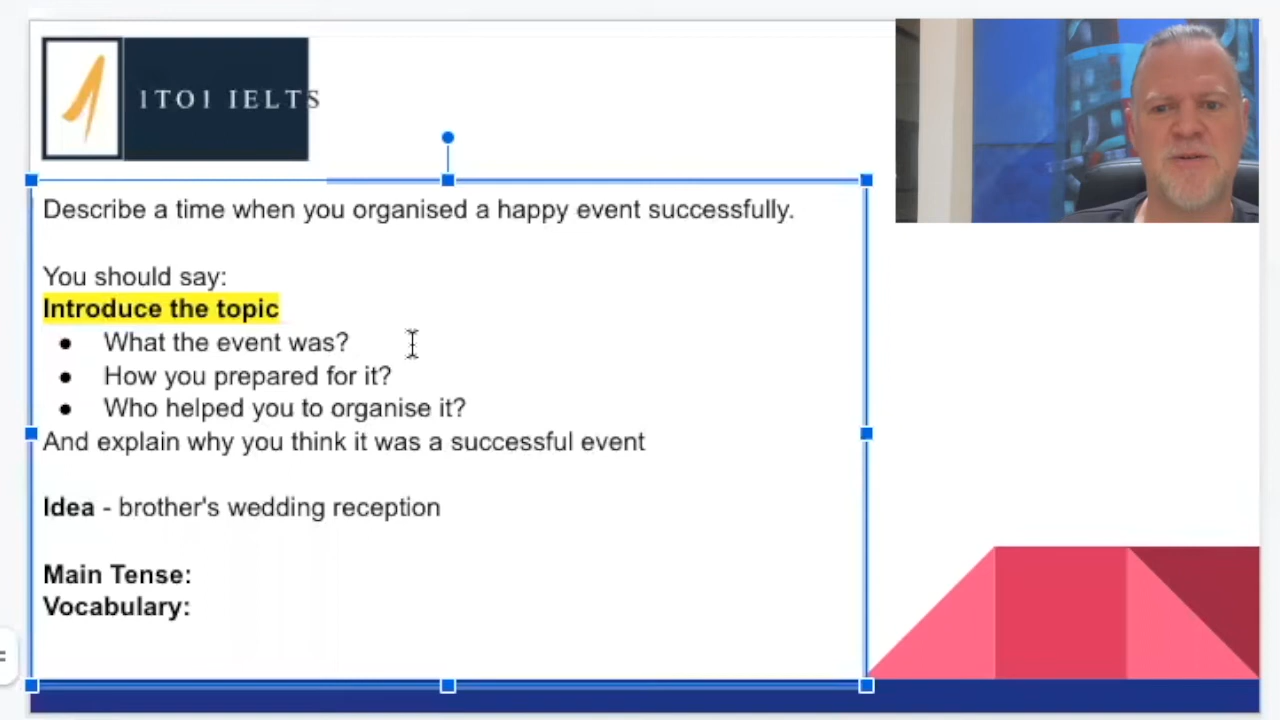 1TO1 IELTS
Describe a time when you organised a happy event successfully.
You should say:
Introduce the topic
● What the event was?
● How you prepared for it?
● Who helped you to organise it?
And explain why you think it was a successful event
Idea - brother's wedding reception
Main Tense:
Vocabulary: